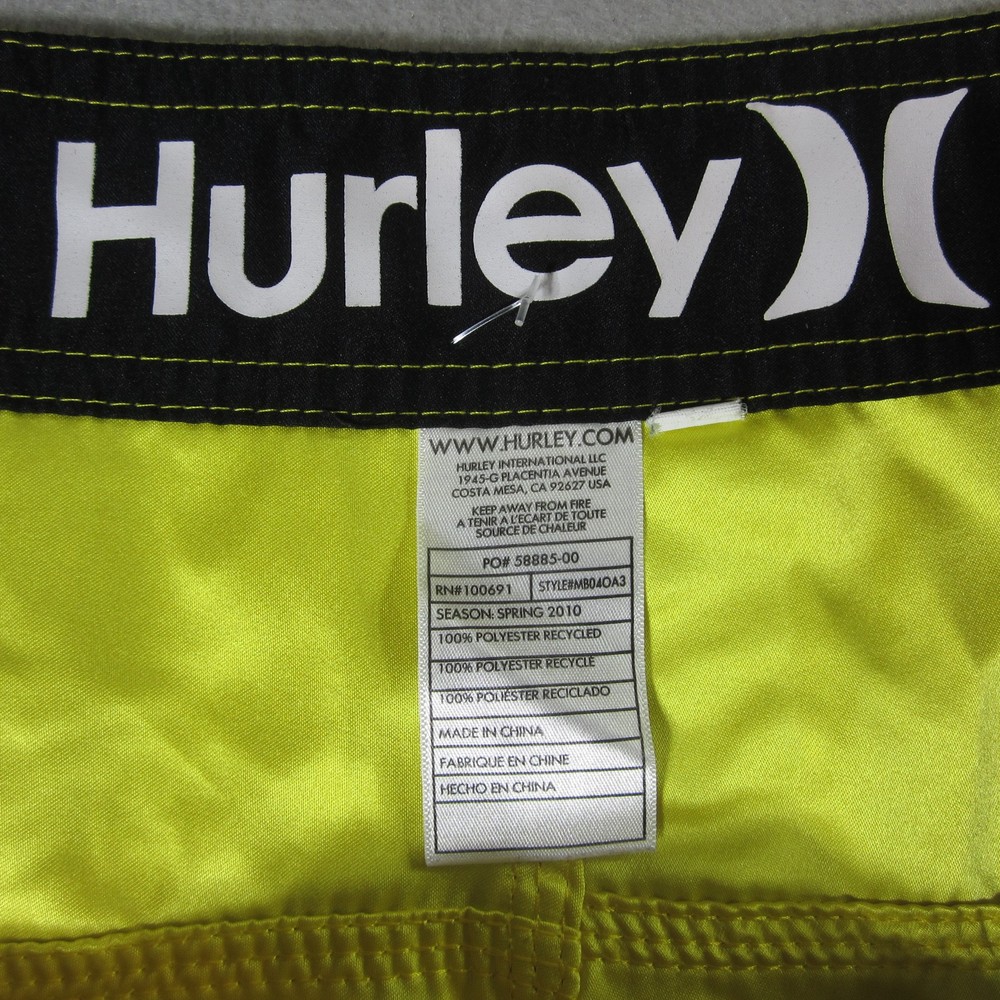 Hurley
WWW.HURLEY.COM
HURLEY INTERNATIONAL LLC
1945-G PLACENTIA AVENUE
COSTA MESA, CA 92627 USA
KEEP AWAY FROM FIRE
A TENIR A L'ECART DE TOUTE
SOURCE DE CHALEUR
PO# 58885-00
RN#100691 STYLE#MB04OA3
SEASON: SPRING 2010
100% POLYESTER RECYCLED
100% POLYESTER RECYCLÉ
100% POLIÉSTER RECICLADO
MADE IN CHINA
FABRIQUE EN CHINE
HECHO EN CHINA